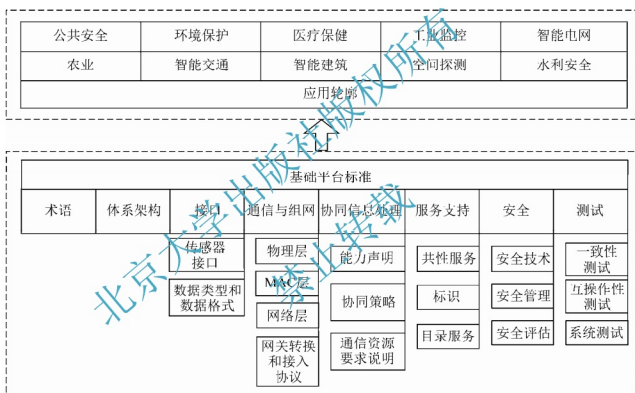 公共安全 环境保护 医疗保健 工业监控 智能电网
农业 智能交通 智能建筑 空间探测 水利安全
应用轮廓
基础平台标准
术语 体系架构 接口 通信与组网 协同信息处理 服务支持 安全 测试
传感器
接口
数据类型和
数据格式
物理层
MAC层
网络层
网关转换
和接入
协议
能力声明
协同策略
通信资源
要求说明
共性服务
标识
目录服务
安全技术
安全管理
安全评估
一致性
测试
互操作性
测试
系统测试
北京大学出版社版权所有
禁止转载